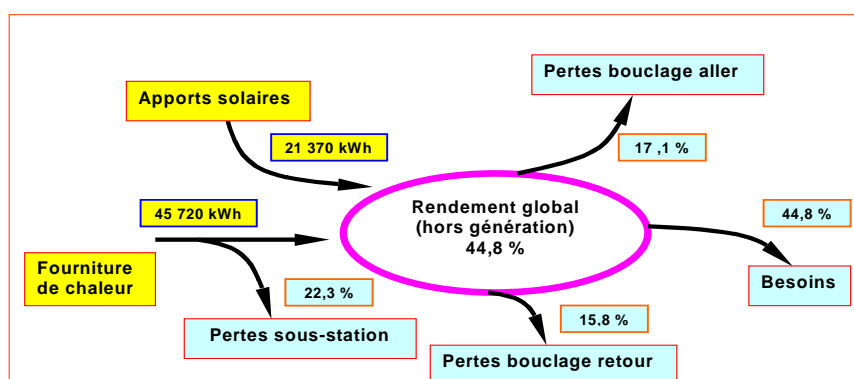 Pertes bouclage aller
Apports solaires
21 370 kWh
17 ,1 %
45 720 kWh
Rendement global
(hors génération)
44,8 %
44,8 %
Fourniture
de chaleur
22,3 %
Besoins
Pertes sous-station
15,8 %
Pertes bouclage retour